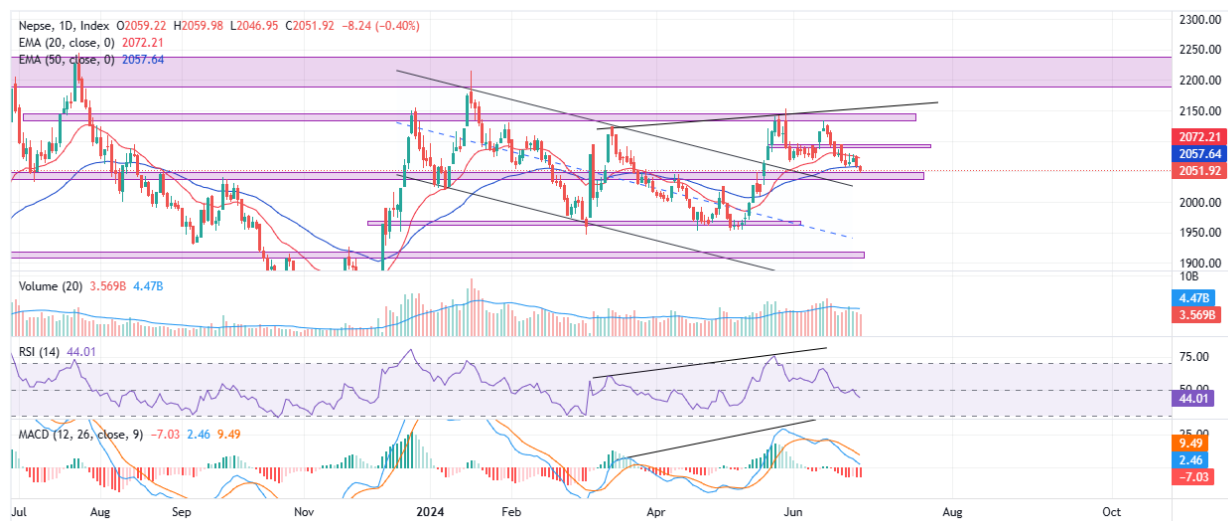 Nepse, 1D, Index O2059.22 H2059.98 L2046.95 C2051.92 −8.24 (−0.40%)
EMA (20, close, 0) 2072.21
EMA (50, close, 0) 2057.64
2300.00
2250.00
2200.00
2150.00
2072.21
2057.64
2051.92
2000.00
1950.00
1900.00
Volume (20) 3.569B 4.47B
10B
4.47B
3.569B
RSI (14) 44.01
75.00
50.00
44.01
MACD (12, 26, close, 9) −7.03 2.46 9.49
25.00
9.49
2.46
−7.03
Jul Aug Sep Nov 2024 Feb Apr Jun Aug Oct